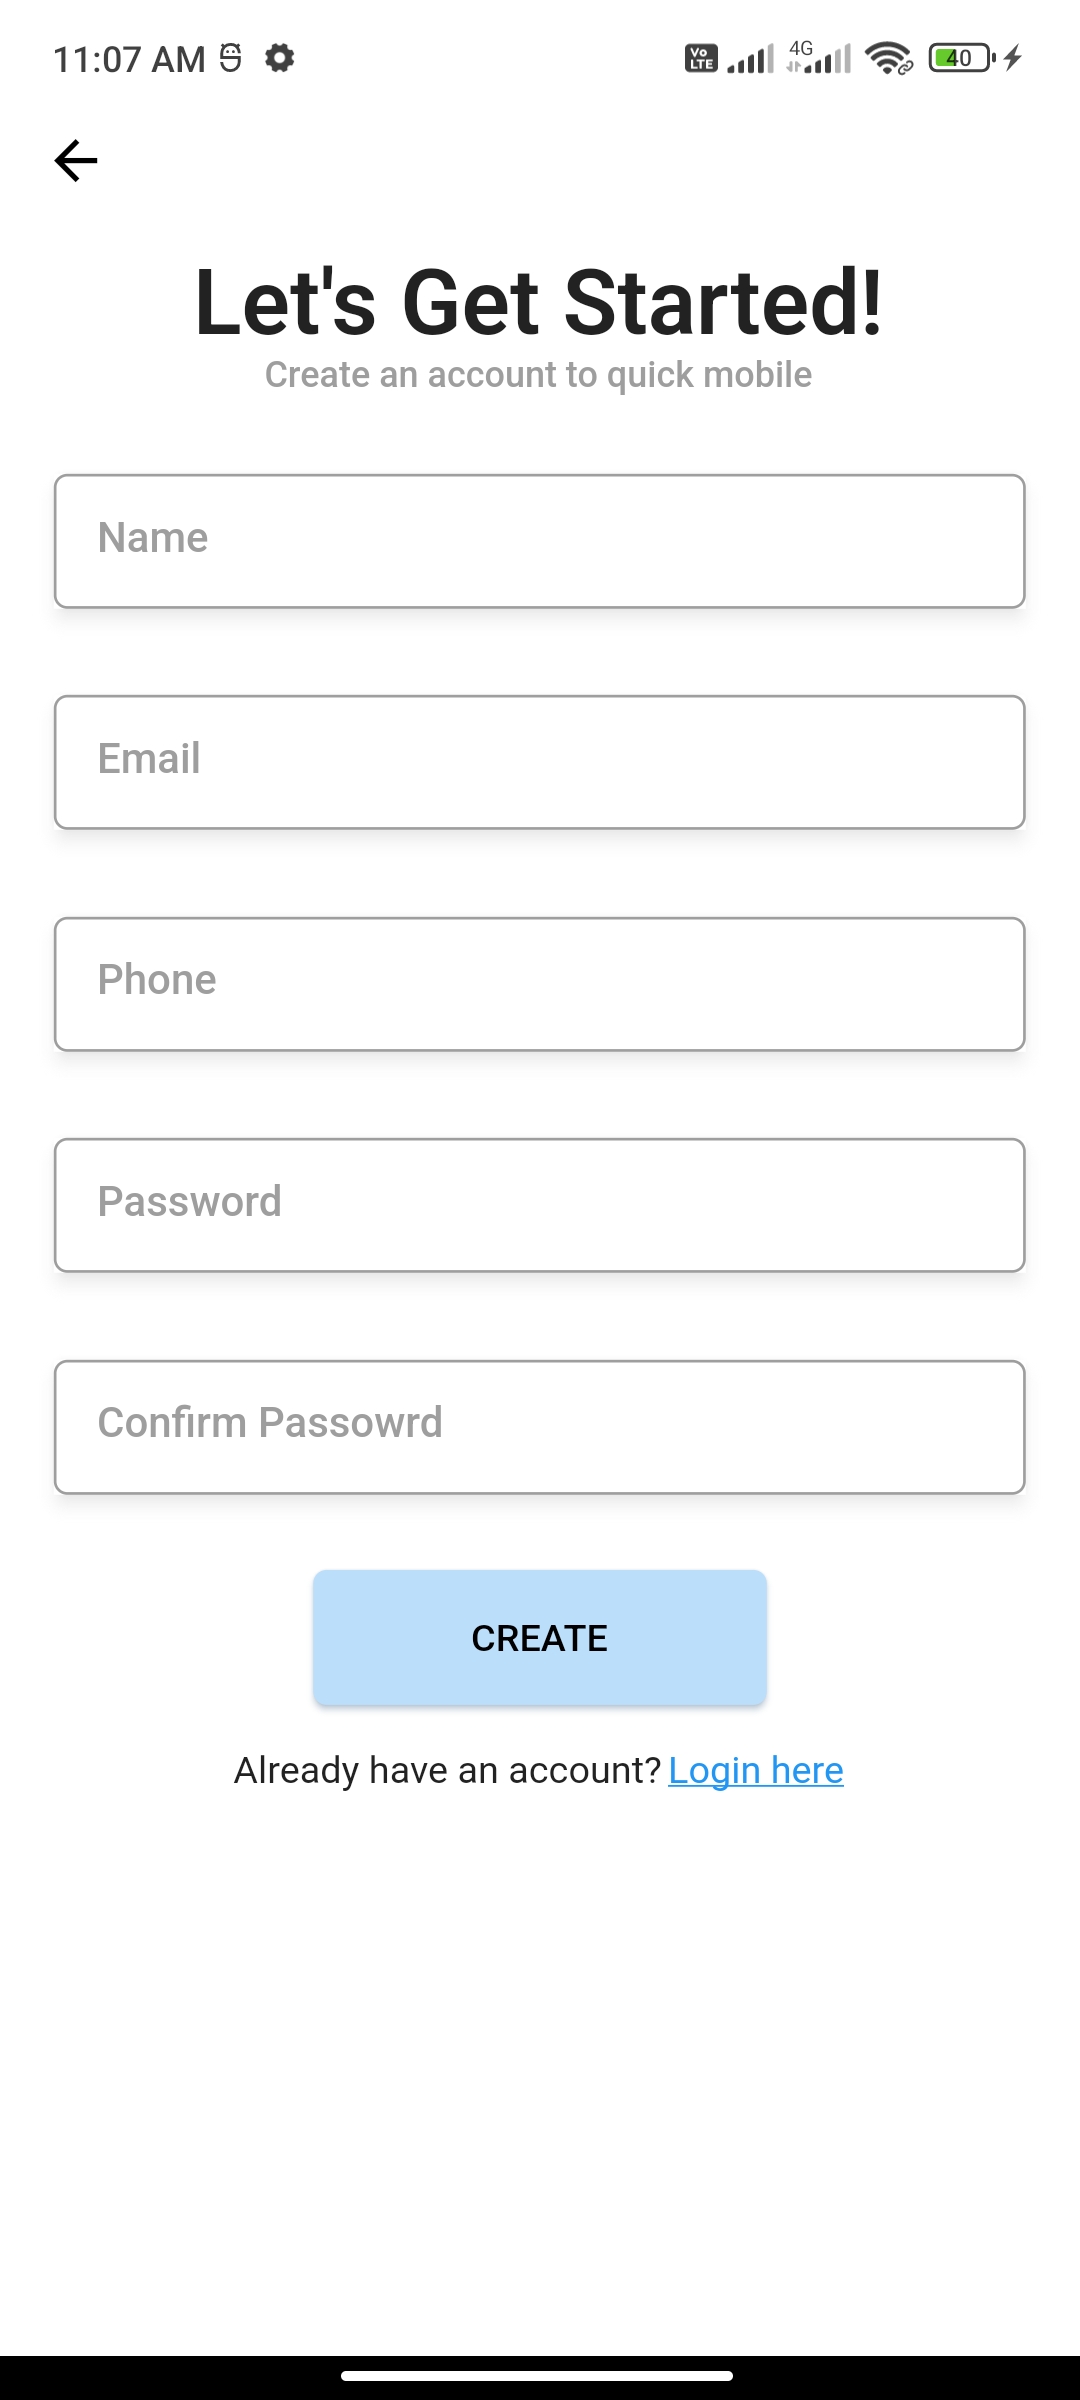 11:07 AM
Vo LTE
4G
40
Let's Get Started!
Create an account to quick mobile
Name
Email
Phone
Password
Confirm Passowrd
CREATE
Already have an account? Login here